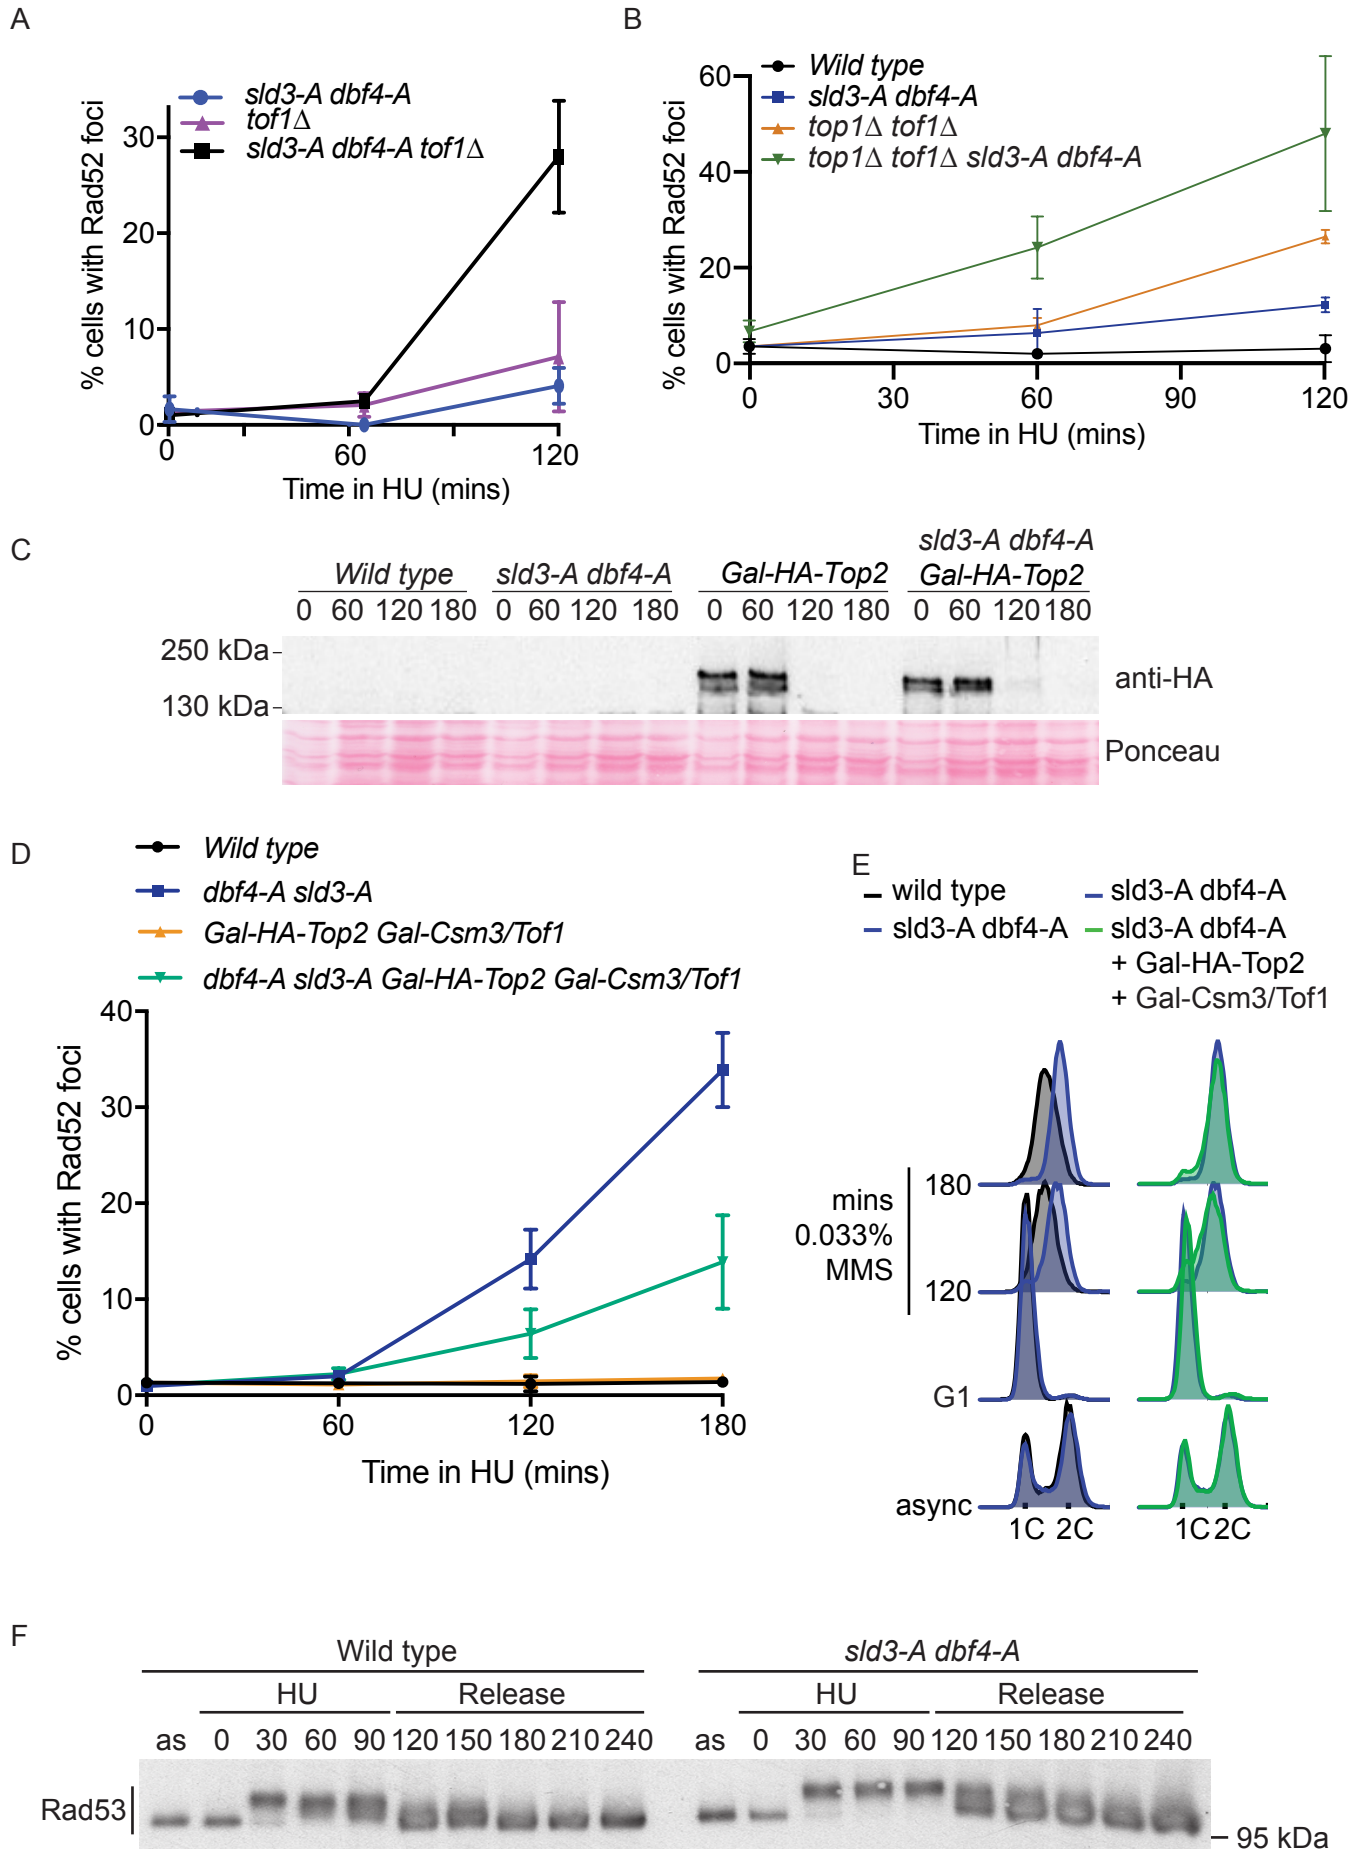 A
sld3-A dbf4-A
tof1Δ
sld3-A dbf4-A tof1Δ
% cells with Rad52 foci
30
20
10
0
0 60 120
Time in HU (mins)
B
Wild type
sld3-A dbf4-A
top1Δ tof1Δ
top1Δ tof1Δ sld3-A dbf4-A
% cells with Rad52 foci
60
40
20
0
0 30 60 90 120
Time in HU (mins)
C
Wild type sld3-A dbf4-A Gal-HA-Top2 sld3-A dbf4-A
Gal-HA-Top2
0 60 120 180 0 60 120 180 0 60 120 180 0 60 120 180
250 kDa
130 kDa
anti-HA
Ponceau
D
Wild type
dbf4-A sld3-A
Gal-HA-Top2 Gal-Csm3/Tof1
dbf4-A sld3-A Gal-HA-Top2 Gal-Csm3/Tof1
% cells with Rad52 foci
40
30
20
10
0
0 60 120 180
Time in HU (mins)
E
wild type
sld3-A dbf4-A
sld3-A dbf4-A
sld3-A dbf4-A
+ Gal-HA-Top2
+ Gal-Csm3/Tof1
mins
0.033%
MMS
180
120
G1
async
1C 2C 1C 2C
F
Wild type sld3-A dbf4-A
HU Release HU Release
as 0 30 60 90 120 150 180 210 240 as 0 30 60 90 120 150 180 210 240
Rad53
95 kDa